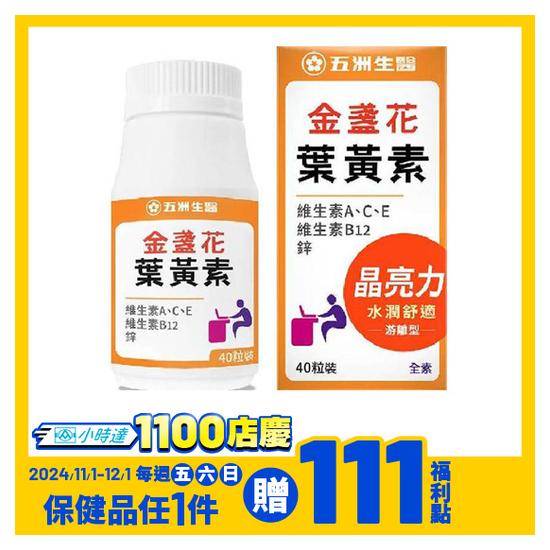 五洲生醫
金盞花
葉黃素
維生素A、C、E
維生素B12
鋅
40粒裝
五洲生醫
金盞花
葉黃素
維生素A、C、E
維生素B12
鋅
晶亮力
水潤舒適
游離型
40粒裝
全素
小時達
1100店慶
2024/11/1-12/1 每週五六日
保健品任1件
贈
111
福利點